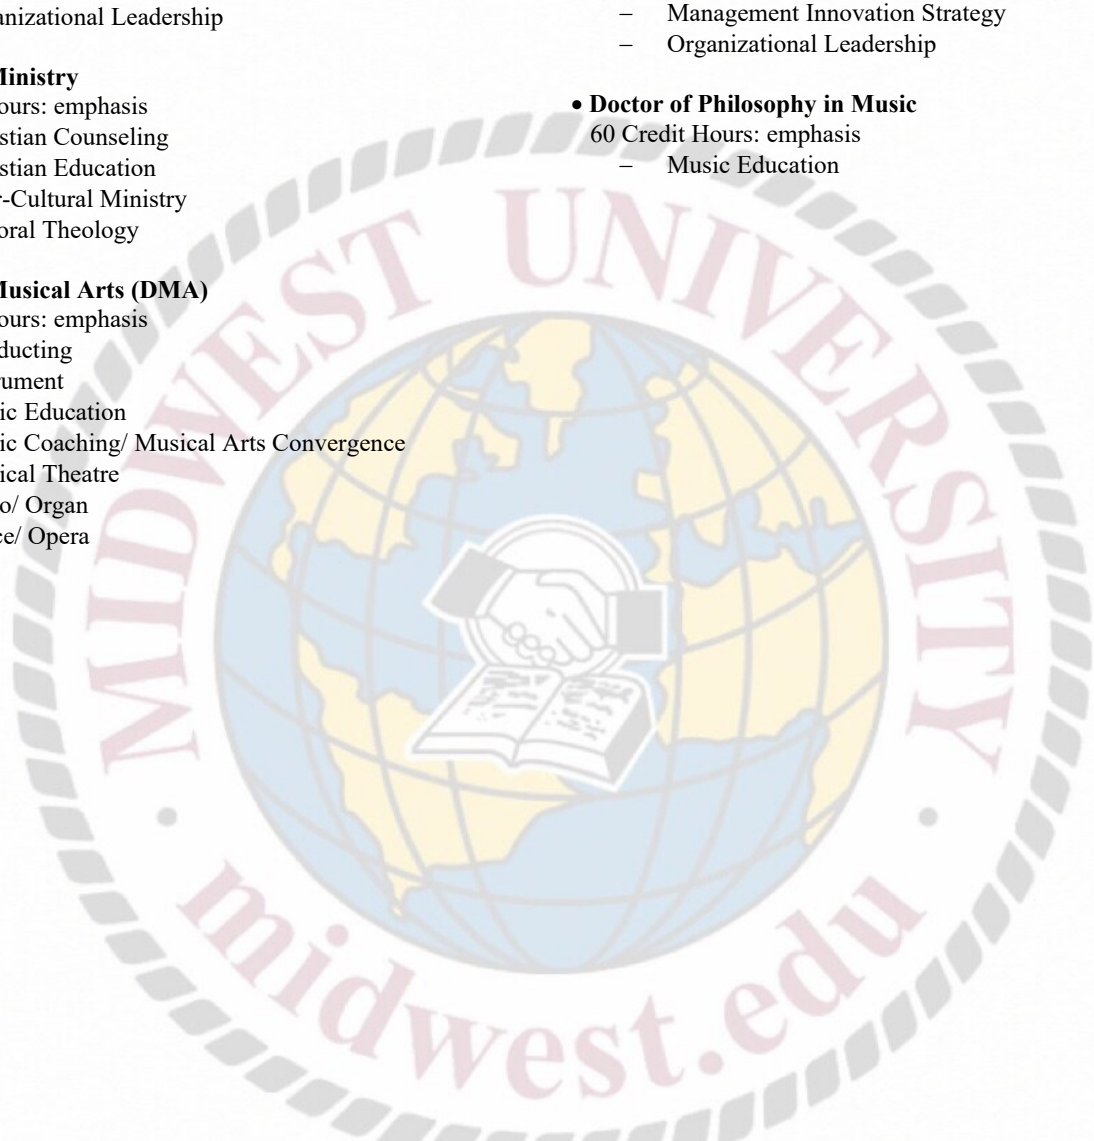 anizational Leadership
Ministry
ours: emphasis
stian Counseling
stian Education
r-Cultural Ministry
oral Theology
Musical Arts (DMA)
ours: emphasis
ducting
rument
ic Education
ic Coaching/ Musical Arts Convergence
ical Theatre
o/ Organ
ce/ Opera
– Management Innovation Strategy
– Organizational Leadership
• Doctor of Philosophy in Music
60 Credit Hours: emphasis
– Music Education
MIDWEST UNIVERSITY
midwest.edu